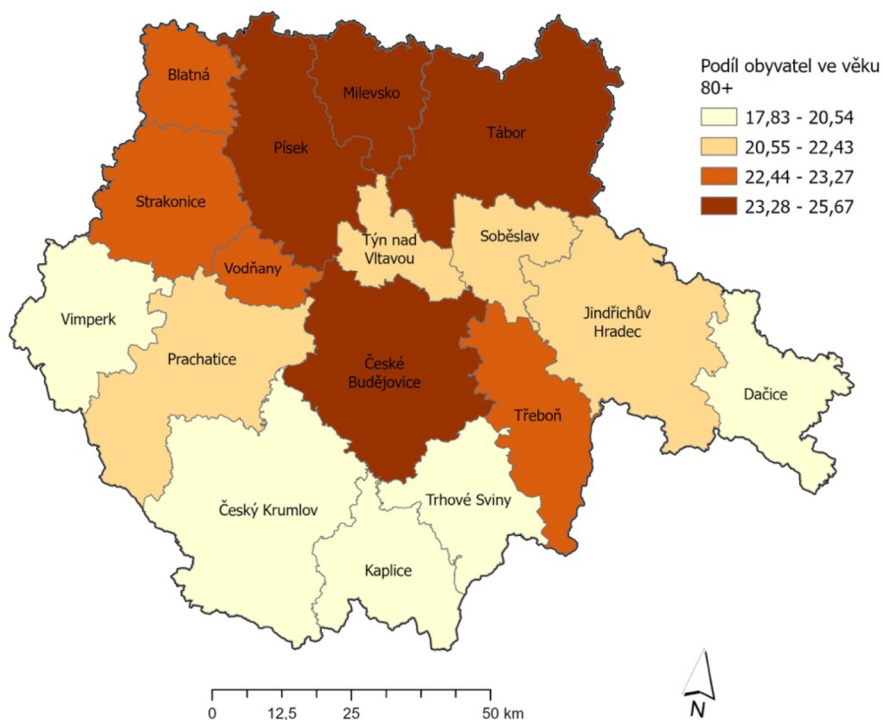 Podíl obyvatel ve věku
80+
17,83 - 20,54
20,55 - 22,43
22,44 - 23,27
23,28 - 25,67
Blatná
Milevsko
Písek
Tábor
Strakonice
Týn nad
Vltavou
Soběslav
Vodňany
Vimperk
Jindřichův
Hradec
Prachatice
České
Budějovice
Dačice
Třeboň
Český Krumlov
Trhové Sviny
Kaplice
0 12,5 25 50 km
N